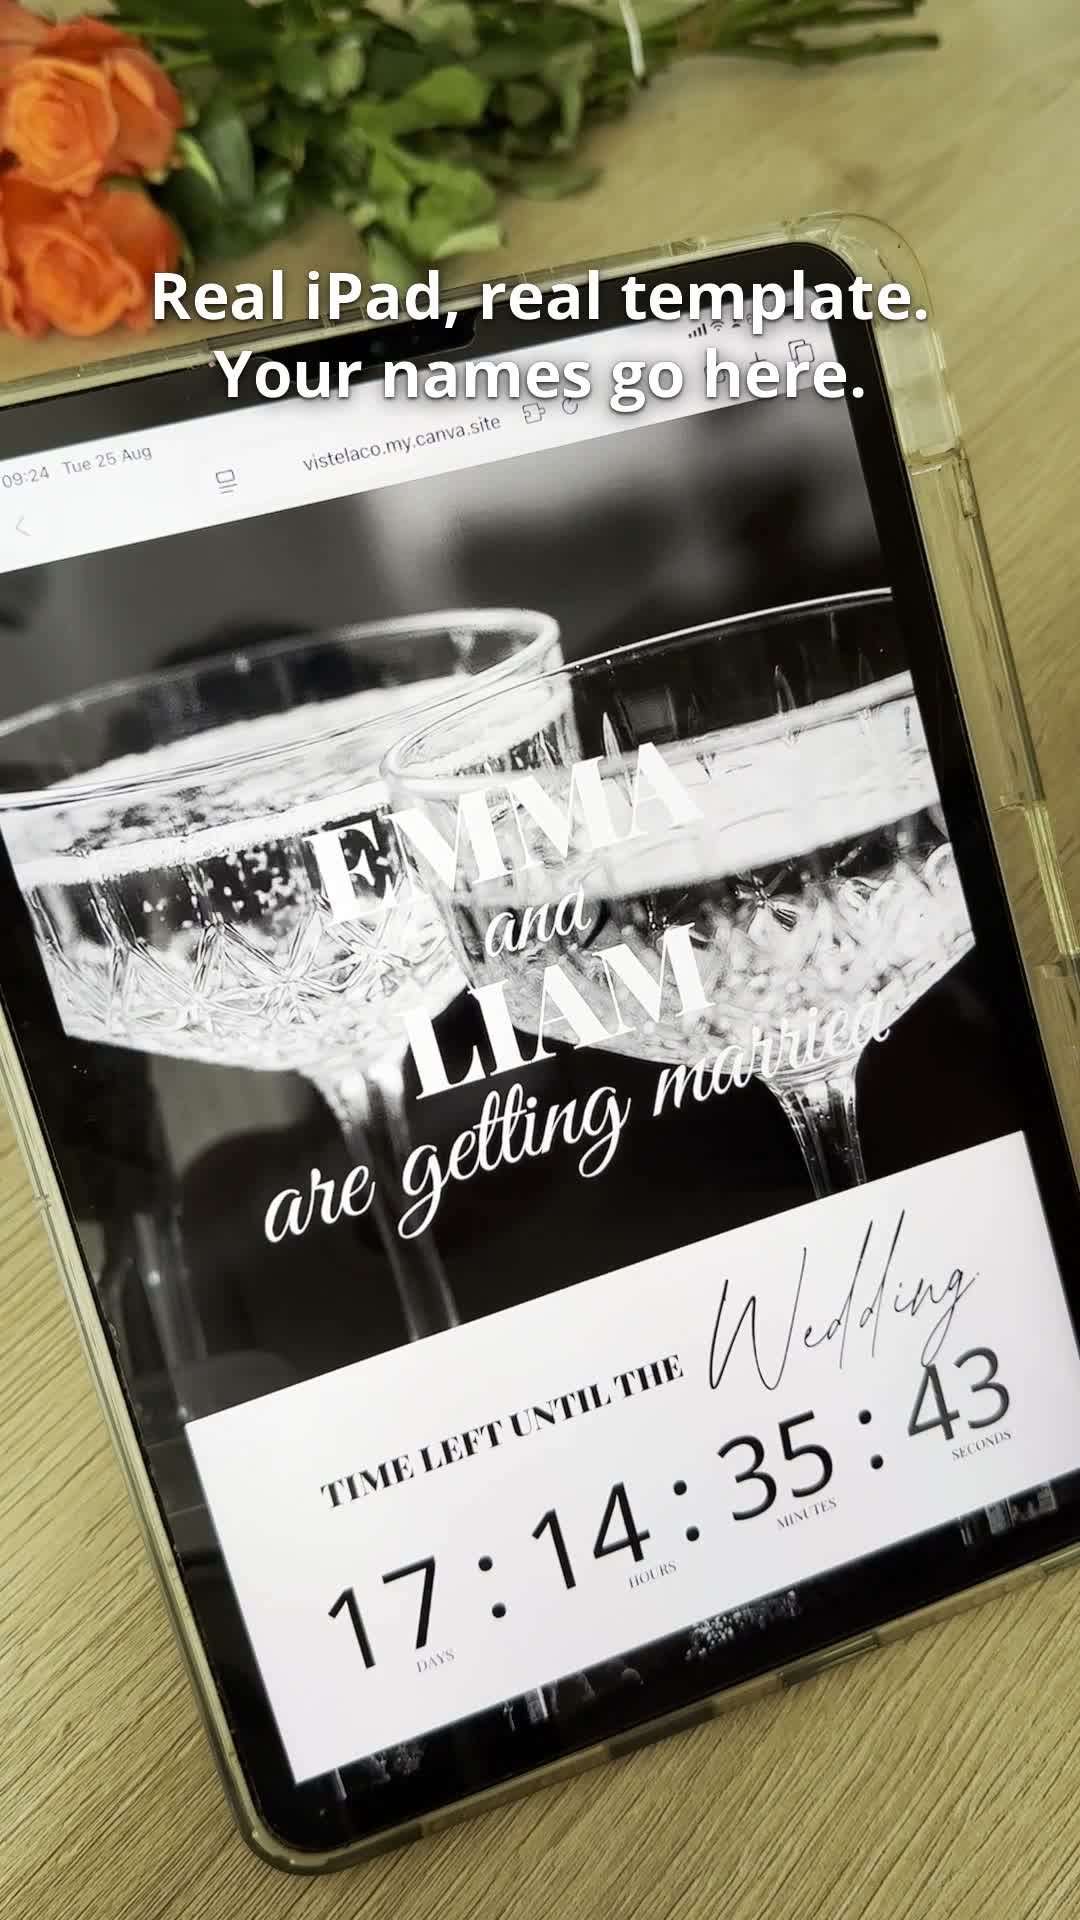 Real iPad, real template.
Your names go here.
09:24 Tue 25 Aug
vistelaco.my.canva.site
EMMA
and
LIAM
are getting married
TIME LEFT UNTIL THE Wedding
17 : 14 : 35 : 43
DAYS HOURS MINUTES SECONDS